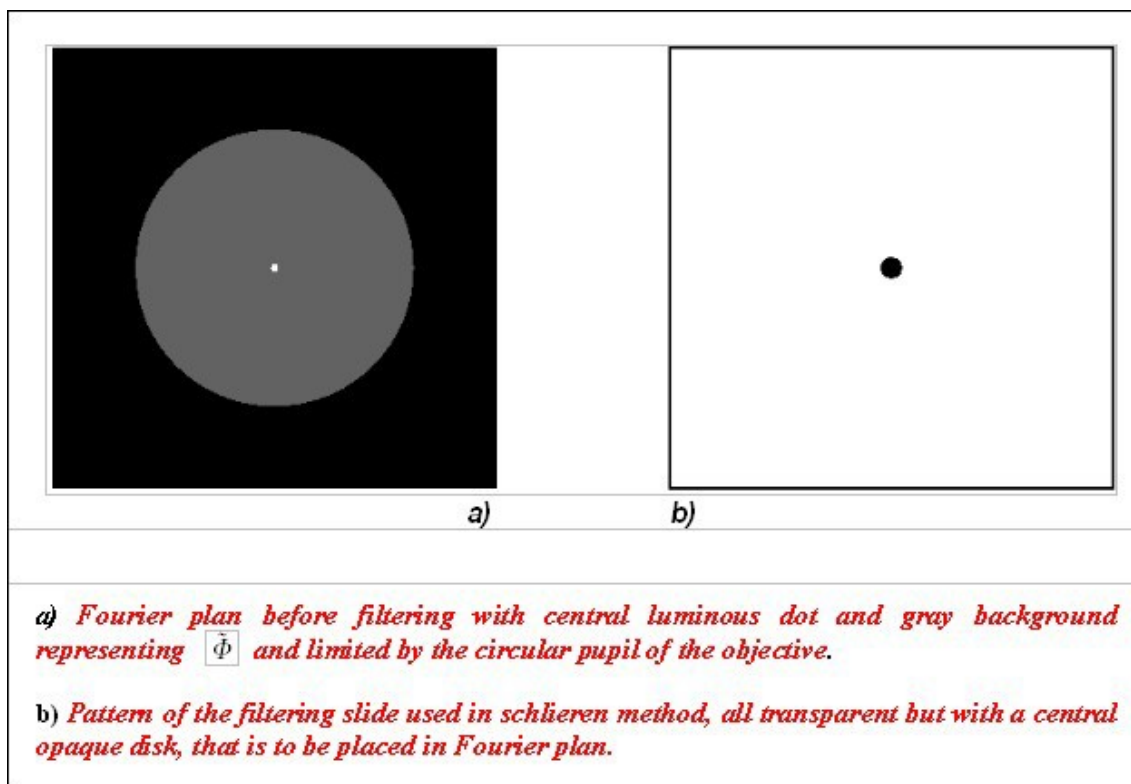 a) b)
a) Fourier plan before filtering with central luminous dot and gray background
representing Φ̃ and limited by the circular pupil of the objective.
b) Pattern of the filtering slide used in schlieren method, all transparent but with a central
opaque disk, that is to be placed in Fourier plan.